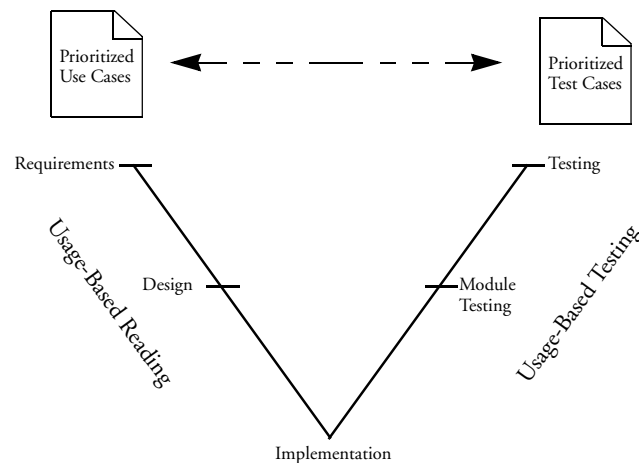 Prioritized
Use Cases
Prioritized
Test Cases
Requirements
Testing
Usage-Based Reading
Usage-Based Testing
Design
Module
Testing
Implementation